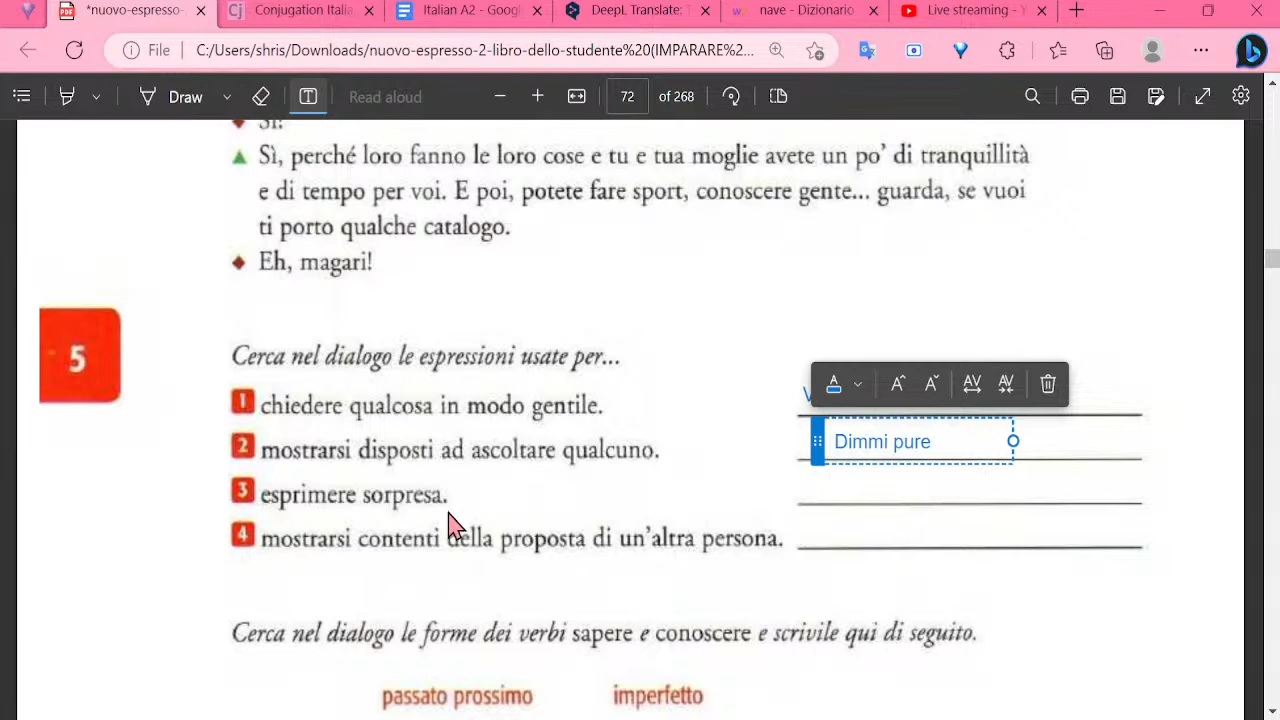 *nuovo-espresso-
Conjugation Italia
Italian A2 - Goog
DeepL Translate: T
nave - Dizionario
Live streaming - Y
File C:/Users/shris/Downloads/nuovo-espresso-2-libro-dello-studente%20(IMPARARE%2...
Draw Read aloud 72 of 268
Sì!
Sì, perché loro fanno le loro cose e tu e tua moglie avete un po' di tranquillità
e di tempo per voi. E poi, potete fare sport, conoscere gente... guarda, se vuoi
ti porto qualche catalogo.
Eh, magari!
5
Cerca nel dialogo le espressioni usate per...
1 chiedere qualcosa in modo gentile.
2 mostrarsi disposti ad ascoltare qualcuno. Dimmi pure
3 esprimere sorpresa.
4 mostrarsi contenti della proposta di un'altra persona.
Cerca nel dialogo le forme dei verbi sapere e conoscere e scrivile qui di seguito.
passato prossimo imperfetto